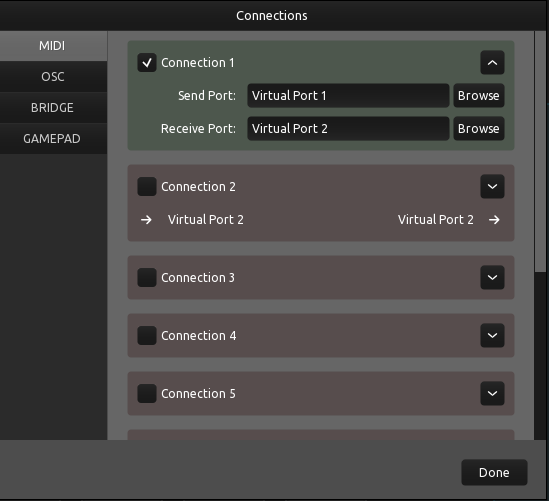 Connections
MIDI
OSC
BRIDGE
GAMEPAD
Connection 1
Send Port: Virtual Port 1 Browse
Receive Port: Virtual Port 2 Browse
Connection 2
→ Virtual Port 2 Virtual Port 2 →
Connection 3
Connection 4
Connection 5
Done